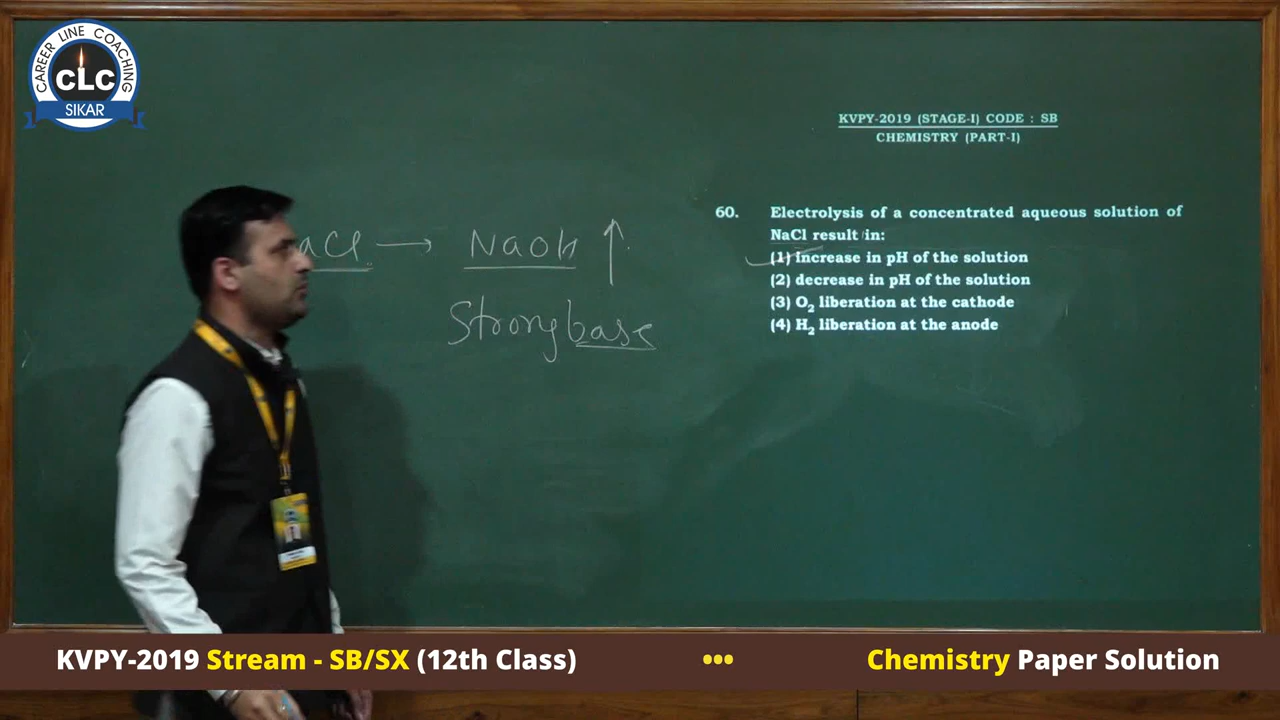 CAREER LINE COACHING
CLC
SIKAR
KVPY-2019 (STAGE-I) CODE : SB
CHEMISTRY (PART-I)
60. Electrolysis of a concentrated aqueous solution of
NaCl result in:
(1) increase in pH of the solution
(2) decrease in pH of the solution
(3) O₂ liberation at the cathode
(4) H₂ liberation at the anode
aCl → NaOH ↑
Strong base
KVPY-2019 Stream - SB/SX (12th Class) ••• Chemistry Paper Solution